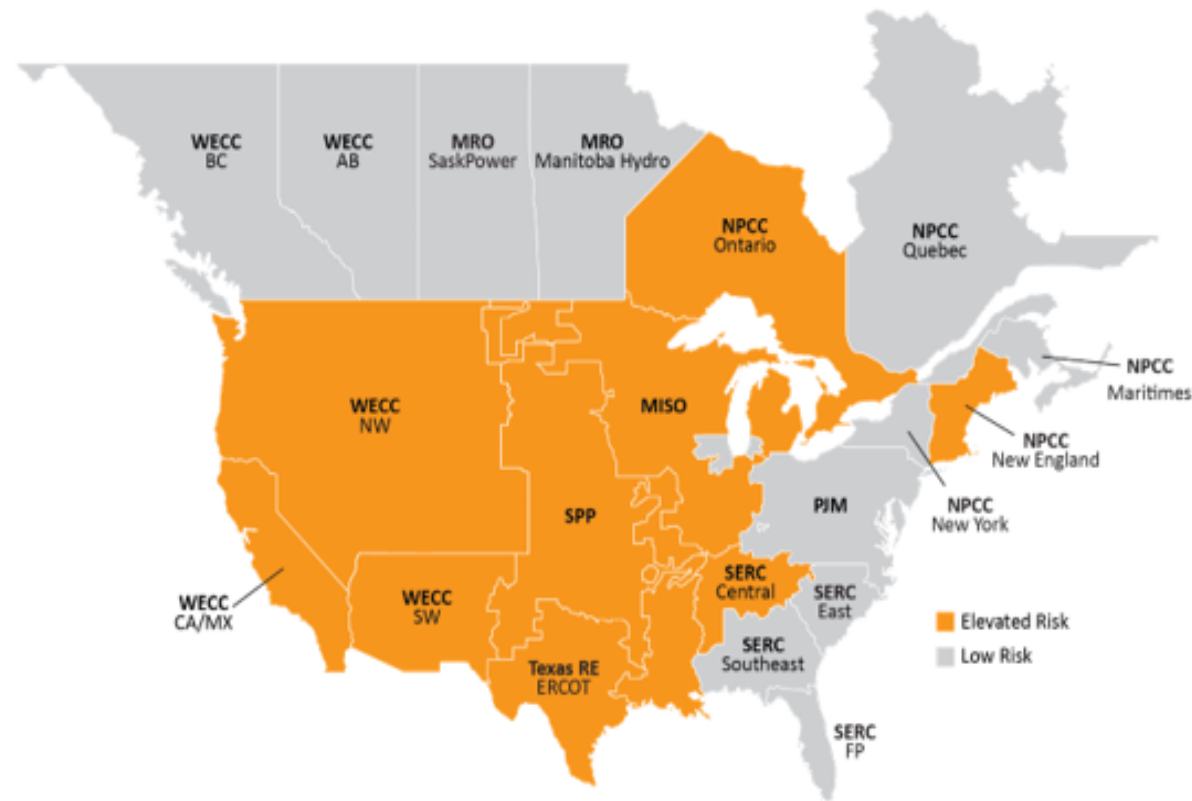 WECC
BC
WECC
AB
MRO
SaskPower
MRO
Manitoba Hydro
NPCC
Ontario
NPCC
Quebec
NPCC
Maritimes
WECC
NW
MISO
NPCC
New England
SPP
PJM
NPCC
New York
WECC
CA/MX
WECC
SW
SERC
Central
SERC
East
Elevated Risk
SERC
Southeast
Low Risk
Texas RE
ERCOT
SERC
FP